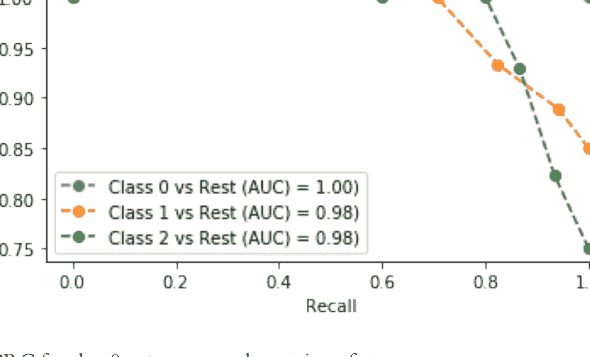 1.00
0.95
0.90
0.85
0.80
0.75
Class 0 vs Rest (AUC) = 1.00)
Class 1 vs Rest (AUC) = 0.98)
Class 2 vs Rest (AUC) = 0.98)
0.0 0.2 0.4 0.6 0.8 1.
Recall